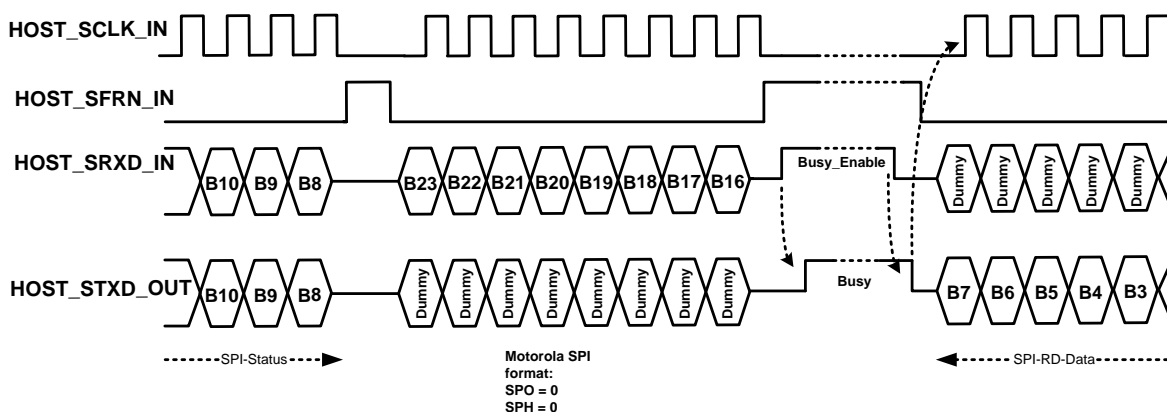 HOST_SCLK_IN
HOST_SFRN_IN
HOST_SRXD_IN B10 B9 B8 B23 B22 B21 B20 B19 B18 B17 B16 Busy_Enable Dummy Dummy Dummy Dummy Dummy
HOST_STXD_OUT B10 B9 B8 Dummy Dummy Dummy Dummy Dummy Dummy Dummy Dummy Busy B7 B6 B5 B4 B3
SPI-Status SPI-RD-Data
Motorola SPI
format:
SPO = 0
SPH = 0